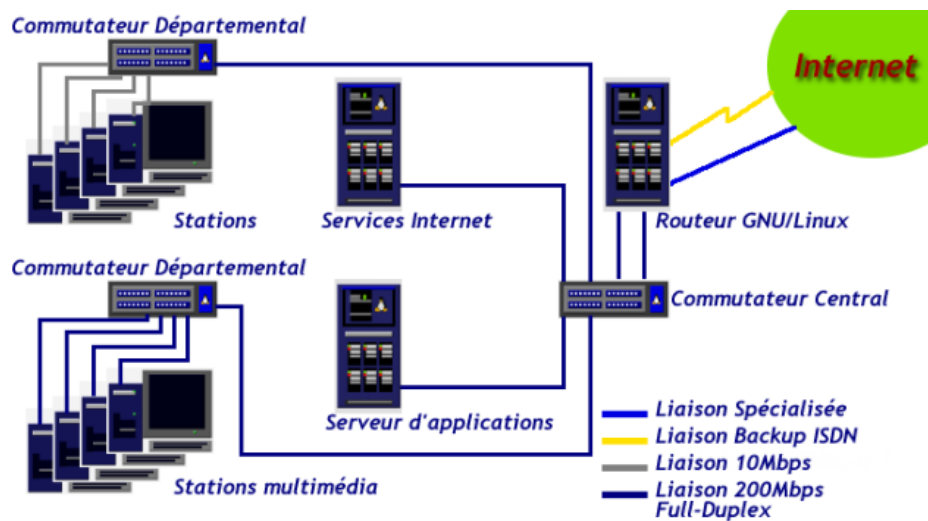 Commutateur Départemental
Internet
Stations
Services Internet
Routeur GNU/Linux
Commutateur Départemental
Commutateur Central
Serveur d'applications
Stations multimédia
Liaison Spécialisée
Liaison Backup ISDN
Liaison 10Mbps
Liaison 200Mbps
Full-Duplex